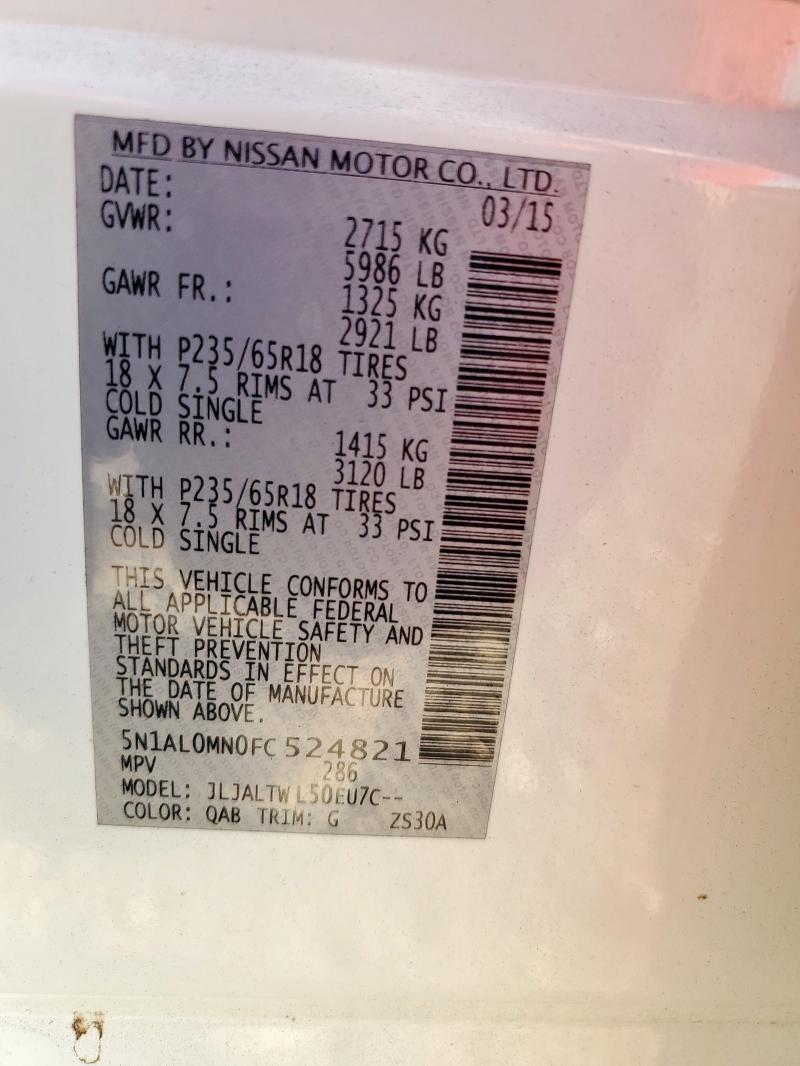 MFD BY NISSAN MOTOR CO., LTD.
DATE: 03/15
GVWR: 2715 KG
5986 LB
GAWR FR.: 1325 KG
2921 LB
WITH P235/65R18 TIRES
18 X 7.5 RIMS AT 33 PSI
COLD SINGLE
GAWR RR.: 1415 KG
3120 LB
WITH P235/65R18 TIRES
18 X 7.5 RIMS AT 33 PSI
COLD SINGLE
THIS VEHICLE CONFORMS TO
ALL APPLICABLE FEDERAL
MOTOR VEHICLE SAFETY AND
THEFT PREVENTION
STANDARDS IN EFFECT ON
THE DATE OF MANUFACTURE
SHOWN ABOVE.
5N1AL0MN0FC524821
MPV 286
MODEL: JLJALTWL50EU7C--
COLOR: QAB TRIM: G ZS30A